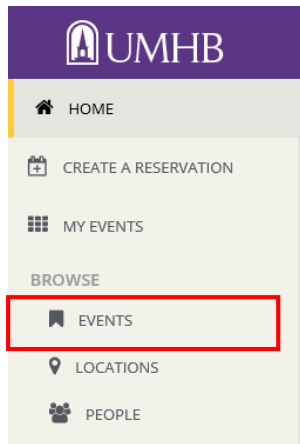 UMHB
HOME
CREATE A RESERVATION
MY EVENTS
BROWSE
EVENTS
LOCATIONS
PEOPLE